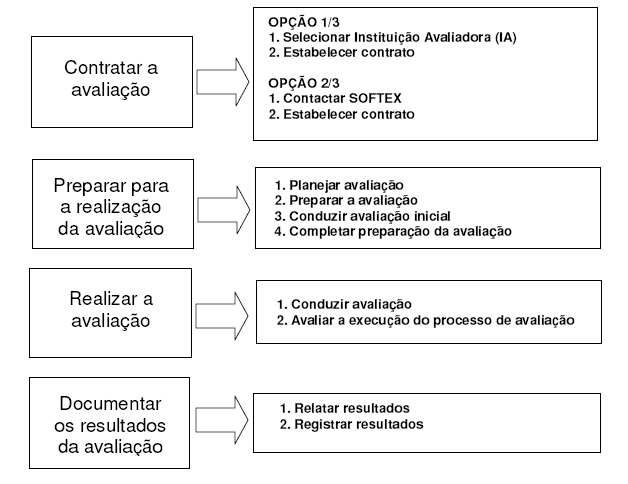 Contratar a
avaliação
OPÇÃO 1/3
1. Selecionar Instituição Avaliadora (IA)
2. Estabelecer contrato
OPÇÃO 2/3
1. Contactar SOFTEX
2. Estabelecer contrato
Preparar para
a realização
da avaliação
1. Planejar avaliação
2. Preparar a avaliação
3. Conduzir avaliação inicial
4. Completar preparação da avaliação
Realizar a
avaliação
1. Conduzir avaliação
2. Avaliar a execução do processo de avaliação
Documentar
os resultados
da avaliação
1. Relatar resultados
2. Registrar resultados